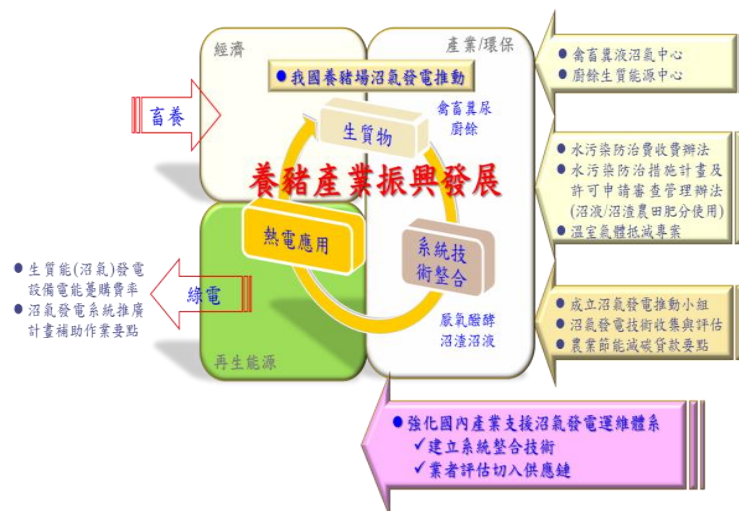 經濟
產業/環保
● 我國養豬場沼氣發電推動
畜養
生質物
禽畜糞尿
廚餘
養豬產業振興發展
熱電應用
系統技
術整合
厭氧醱酵
沼渣沼液
綠電
再生能源
● 生質能(沼氣)發電
設備電能躉購費率
● 沼氣發電系統推廣
計畫補助作業要點
● 禽畜糞液沼氣中心
● 廚餘生質能源中心
● 水污染防治費收費辦法
● 水污染防治措施計畫及
許可申請審查管理辦法
(沼液/沼渣農田肥分使用)
● 溫室氣體抵減專案
● 成立沼氣發電推動小組
● 沼氣發電技術收集與評估
● 農業節能減碳貸款要點
● 強化國內產業支援沼氣發電運維體系
✓建立系統整合技術
✓業者評估切入供應鏈